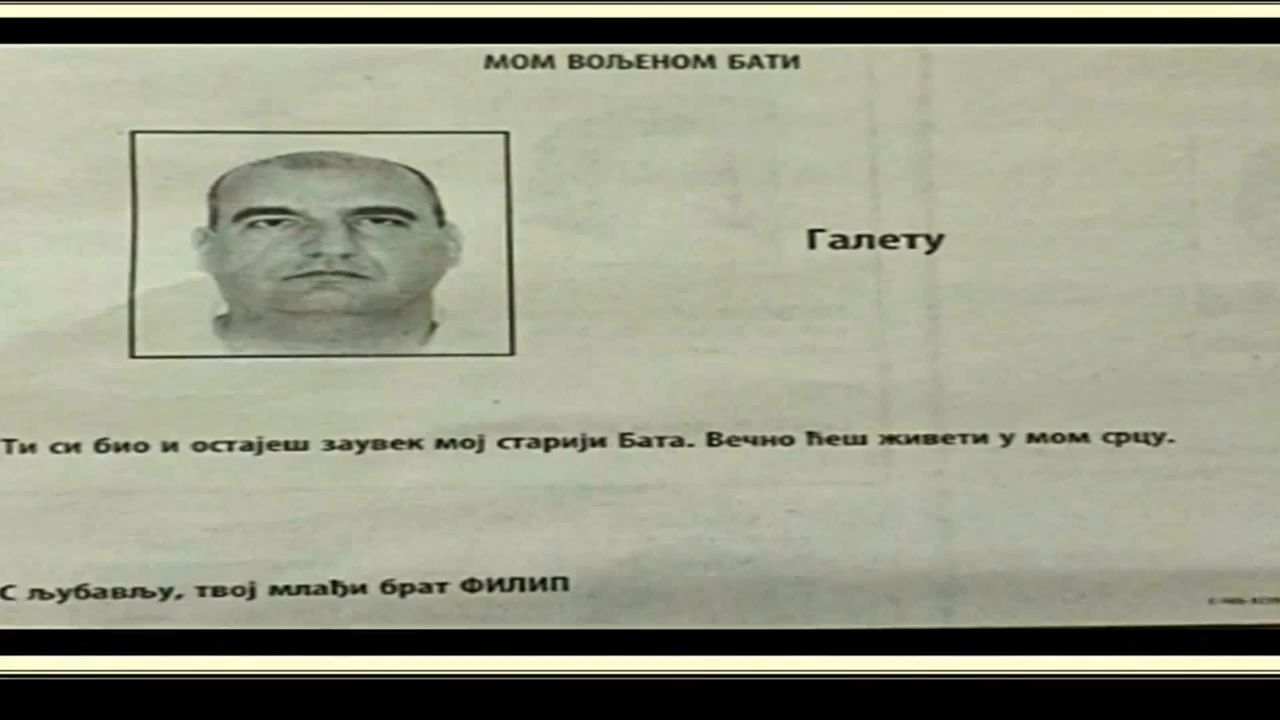 МОМ ВОЉЕНОМ БАТИ
Галету
Ти си био и остајеш заувек мој старији Бата. Вечно ћеш живети у мом срцу.
С љубављу, твој млађи брат ФИЛИП